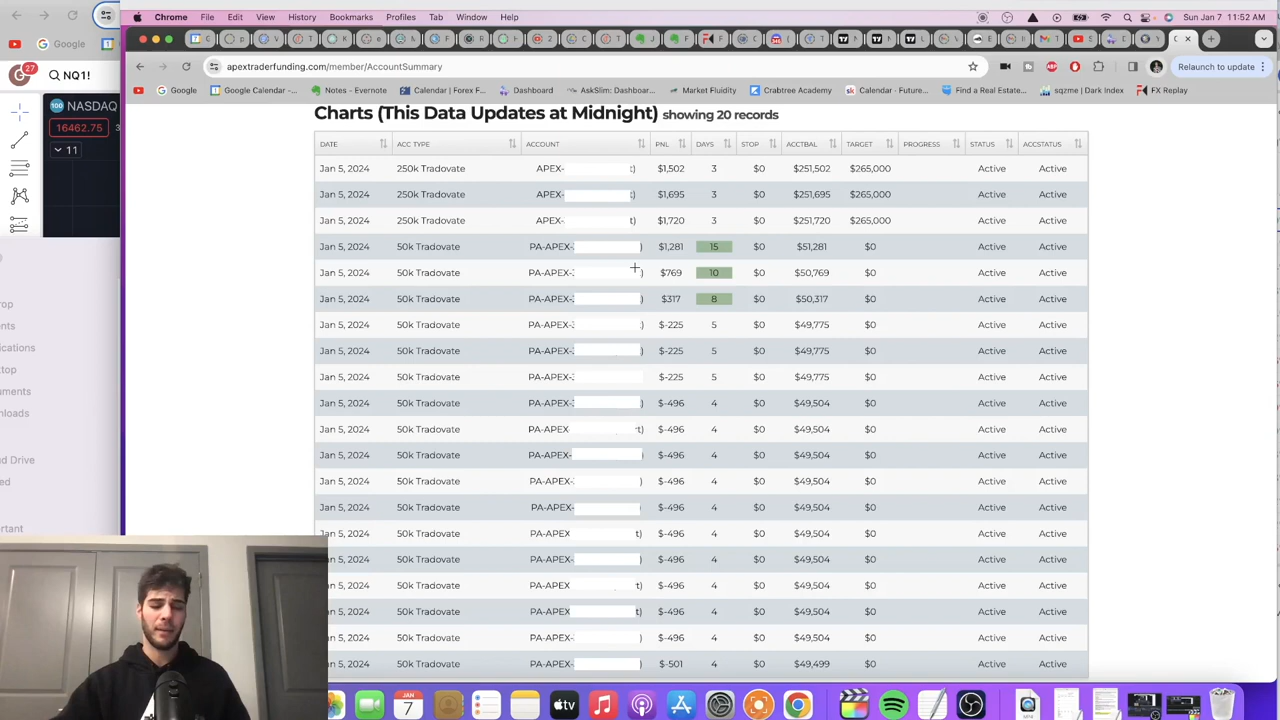 Chrome File Edit View History Bookmarks Profiles Tab Window Help Sun Jan 7 11:52 AM
apextraderfunding.com/member/AccountSummary Relaunch to update
Google
Google Google Calendar -... Notes - Evernote Calendar | Forex F... Dashboard AskSlim: Dashboar... Market Fluidity Crabtree Academy Calendar - Future... Find a Real Estate... sqzme | Dark Index FX Replay
27 NQ1!
100 NASDAQ
16462.75 3
11
Charts (This Data Updates at Midnight) showing 20 records
DATE ACC TYPE ACCOUNT PNL DAYS STOP ACCTBAL TARGET PROGRESS STATUS ACCSTATUS
Jan 5, 2024 250k Tradovate APEX- t) $1,502 3 $0 $251,502 $265,000 Active Active
Jan 5, 2024 250k Tradovate APEX- t) $1,695 3 $0 $251,695 $265,000 Active Active
Jan 5, 2024 250k Tradovate APEX- t) $1,720 3 $0 $251,720 $265,000 Active Active
Jan 5, 2024 50k Tradovate PA-APEX- ) $1,281 15 $0 $51,281 $0 Active Active
Jan 5, 2024 50k Tradovate PA-APEX- ) $769 10 $0 $50,769 $0 Active Active
Jan 5, 2024 50k Tradovate PA-APEX- ) $317 8 $0 $50,317 $0 Active Active
Jan 5, 2024 50k Tradovate PA-APEX- ) $-225 5 $0 $49,775 $0 Active Active
Jan 5, 2024 50k Tradovate PA-APEX- ) $-225 5 $0 $49,775 $0 Active Active
Jan 5, 2024 50k Tradovate PA-APEX- $-225 5 $0 $49,775 $0 Active Active
Jan 5, 2024 50k Tradovate PA-APEX- ) $-496 4 $0 $49,504 $0 Active Active
Jan 5, 2024 50k Tradovate PA-APEX- t) $-496 4 $0 $49,504 $0 Active Active
Jan 5, 2024 50k Tradovate PA-APEX- ) $-496 4 $0 $49,504 $0 Active Active
Jan 5, 2024 50k Tradovate PA-APEX- ) $-496 4 $0 $49,504 $0 Active Active
Jan 5, 2024 50k Tradovate PA-APEX- $-496 4 $0 $49,504 $0 Active Active
Jan 5, 2024 50k Tradovate PA-APEX- t) $-496 4 $0 $49,504 $0 Active Active
Jan 5, 2024 50k Tradovate PA-APEX- ) $-496 4 $0 $49,504 $0 Active Active
Jan 5, 2024 50k Tradovate PA-APEX t) $-496 4 $0 $49,504 $0 Active Active
Jan 5, 2024 50k Tradovate PA-APEX t) $-496 4 $0 $49,504 $0 Active Active
Jan 5, 2024 50k Tradovate PA-APEX- ) $-496 4 $0 $49,504 $0 Active Active
Jan 5, 2024 50k Tradovate PA-APEX- ) $-501 4 $0 $49,499 $0 Active Active